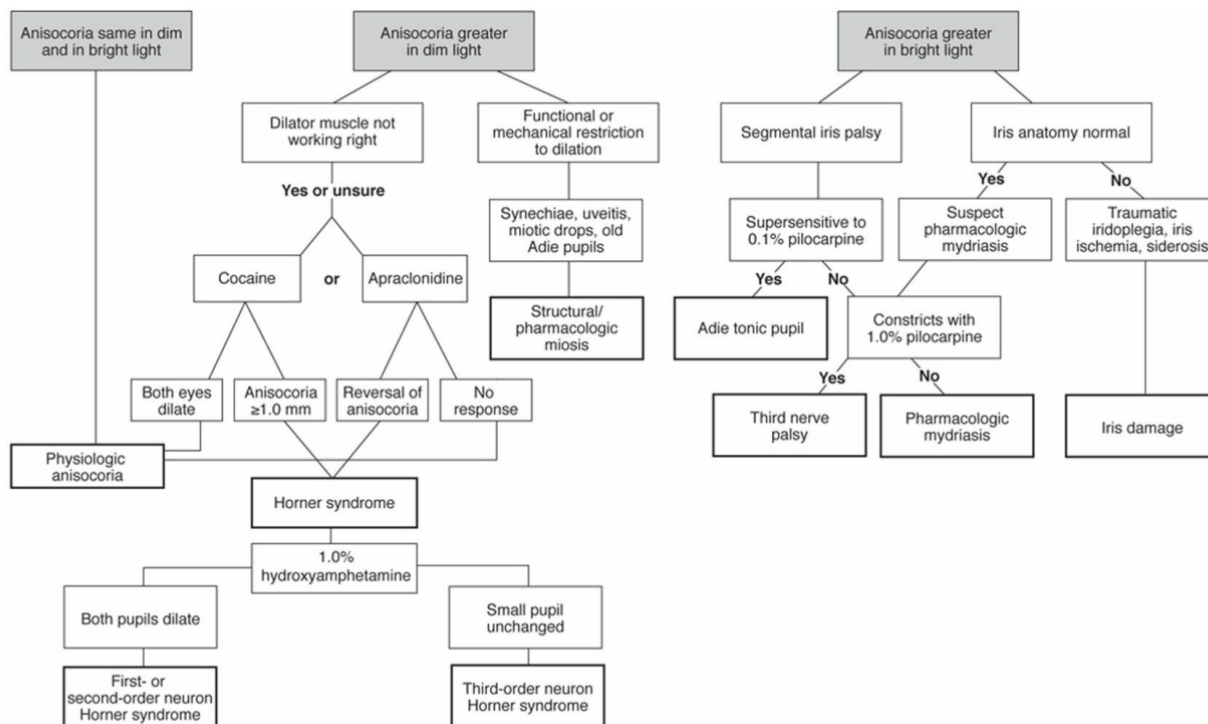 Anisocoria same in dim
and in bright light
Anisocoria greater
in dim light
Anisocoria greater
in bright light
Dilator muscle not
working right
Functional or
mechanical restriction
to dilation
Segmental iris palsy
Iris anatomy normal
Yes or unsure
Yes
No
Synechiae, uveitis,
miotic drops, old
Adie pupils
Supersensitive to
0.1% pilocarpine
Suspect
pharmacologic
mydriasis
Traumatic
iridoplegia, iris
ischemia, siderosis
Cocaine
or
Apraclonidine
Yes
No
Structural/
pharmacologic
miosis
Adie tonic pupil
Constricts with
1.0% pilocarpine
Both eyes
dilate
Anisocoria
≥1.0 mm
Reversal of
anisocoria
No
response
Yes
No
Third nerve
palsy
Pharmacologic
mydriasis
Iris damage
Physiologic
anisocoria
Horner syndrome
1.0%
hydroxyamphetamine
Both pupils dilate
Small pupil
unchanged
First- or
second-order neuron
Horner syndrome
Third-order neuron
Horner syndrome